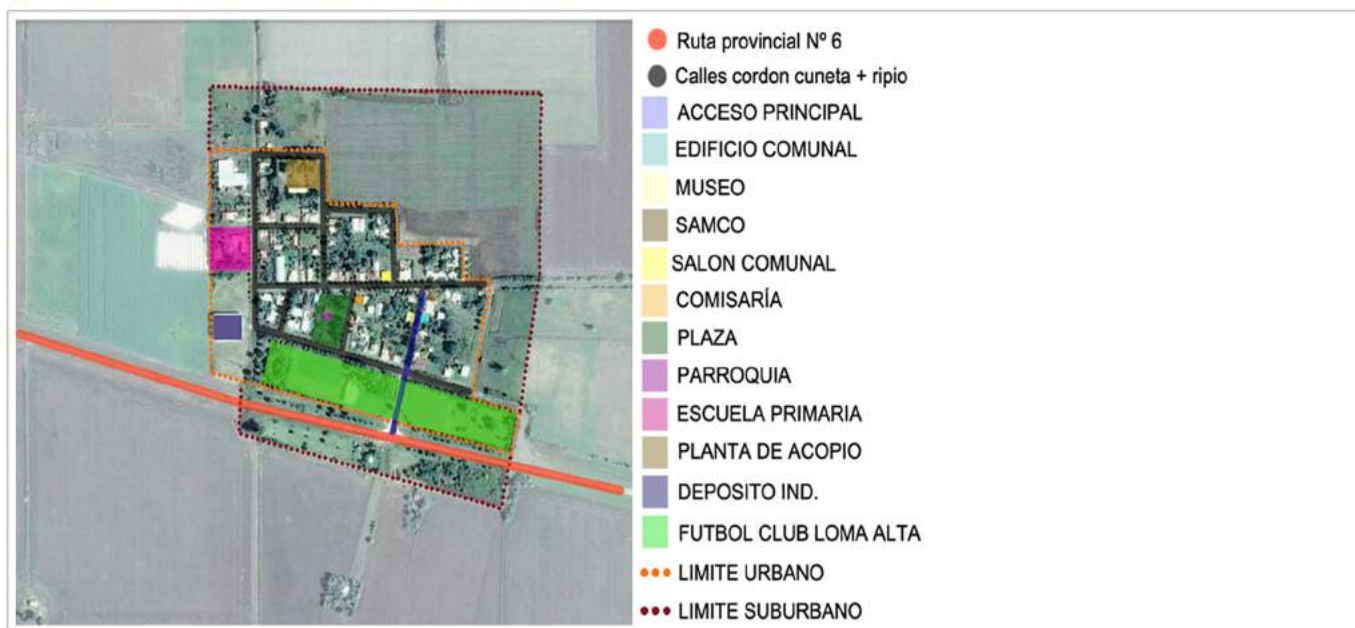 Ruta provincial Nº 6
Calles cordon cuneta + ripio
ACCESO PRINCIPAL
EDIFICIO COMUNAL
MUSEO
SAMCO
SALON COMUNAL
COMISARÍA
PLAZA
PARROQUIA
ESCUELA PRIMARIA
PLANTA DE ACOPIO
DEPOSITO IND.
FUTBOL CLUB LOMA ALTA
LIMITE URBANO
LIMITE SUBURBANO